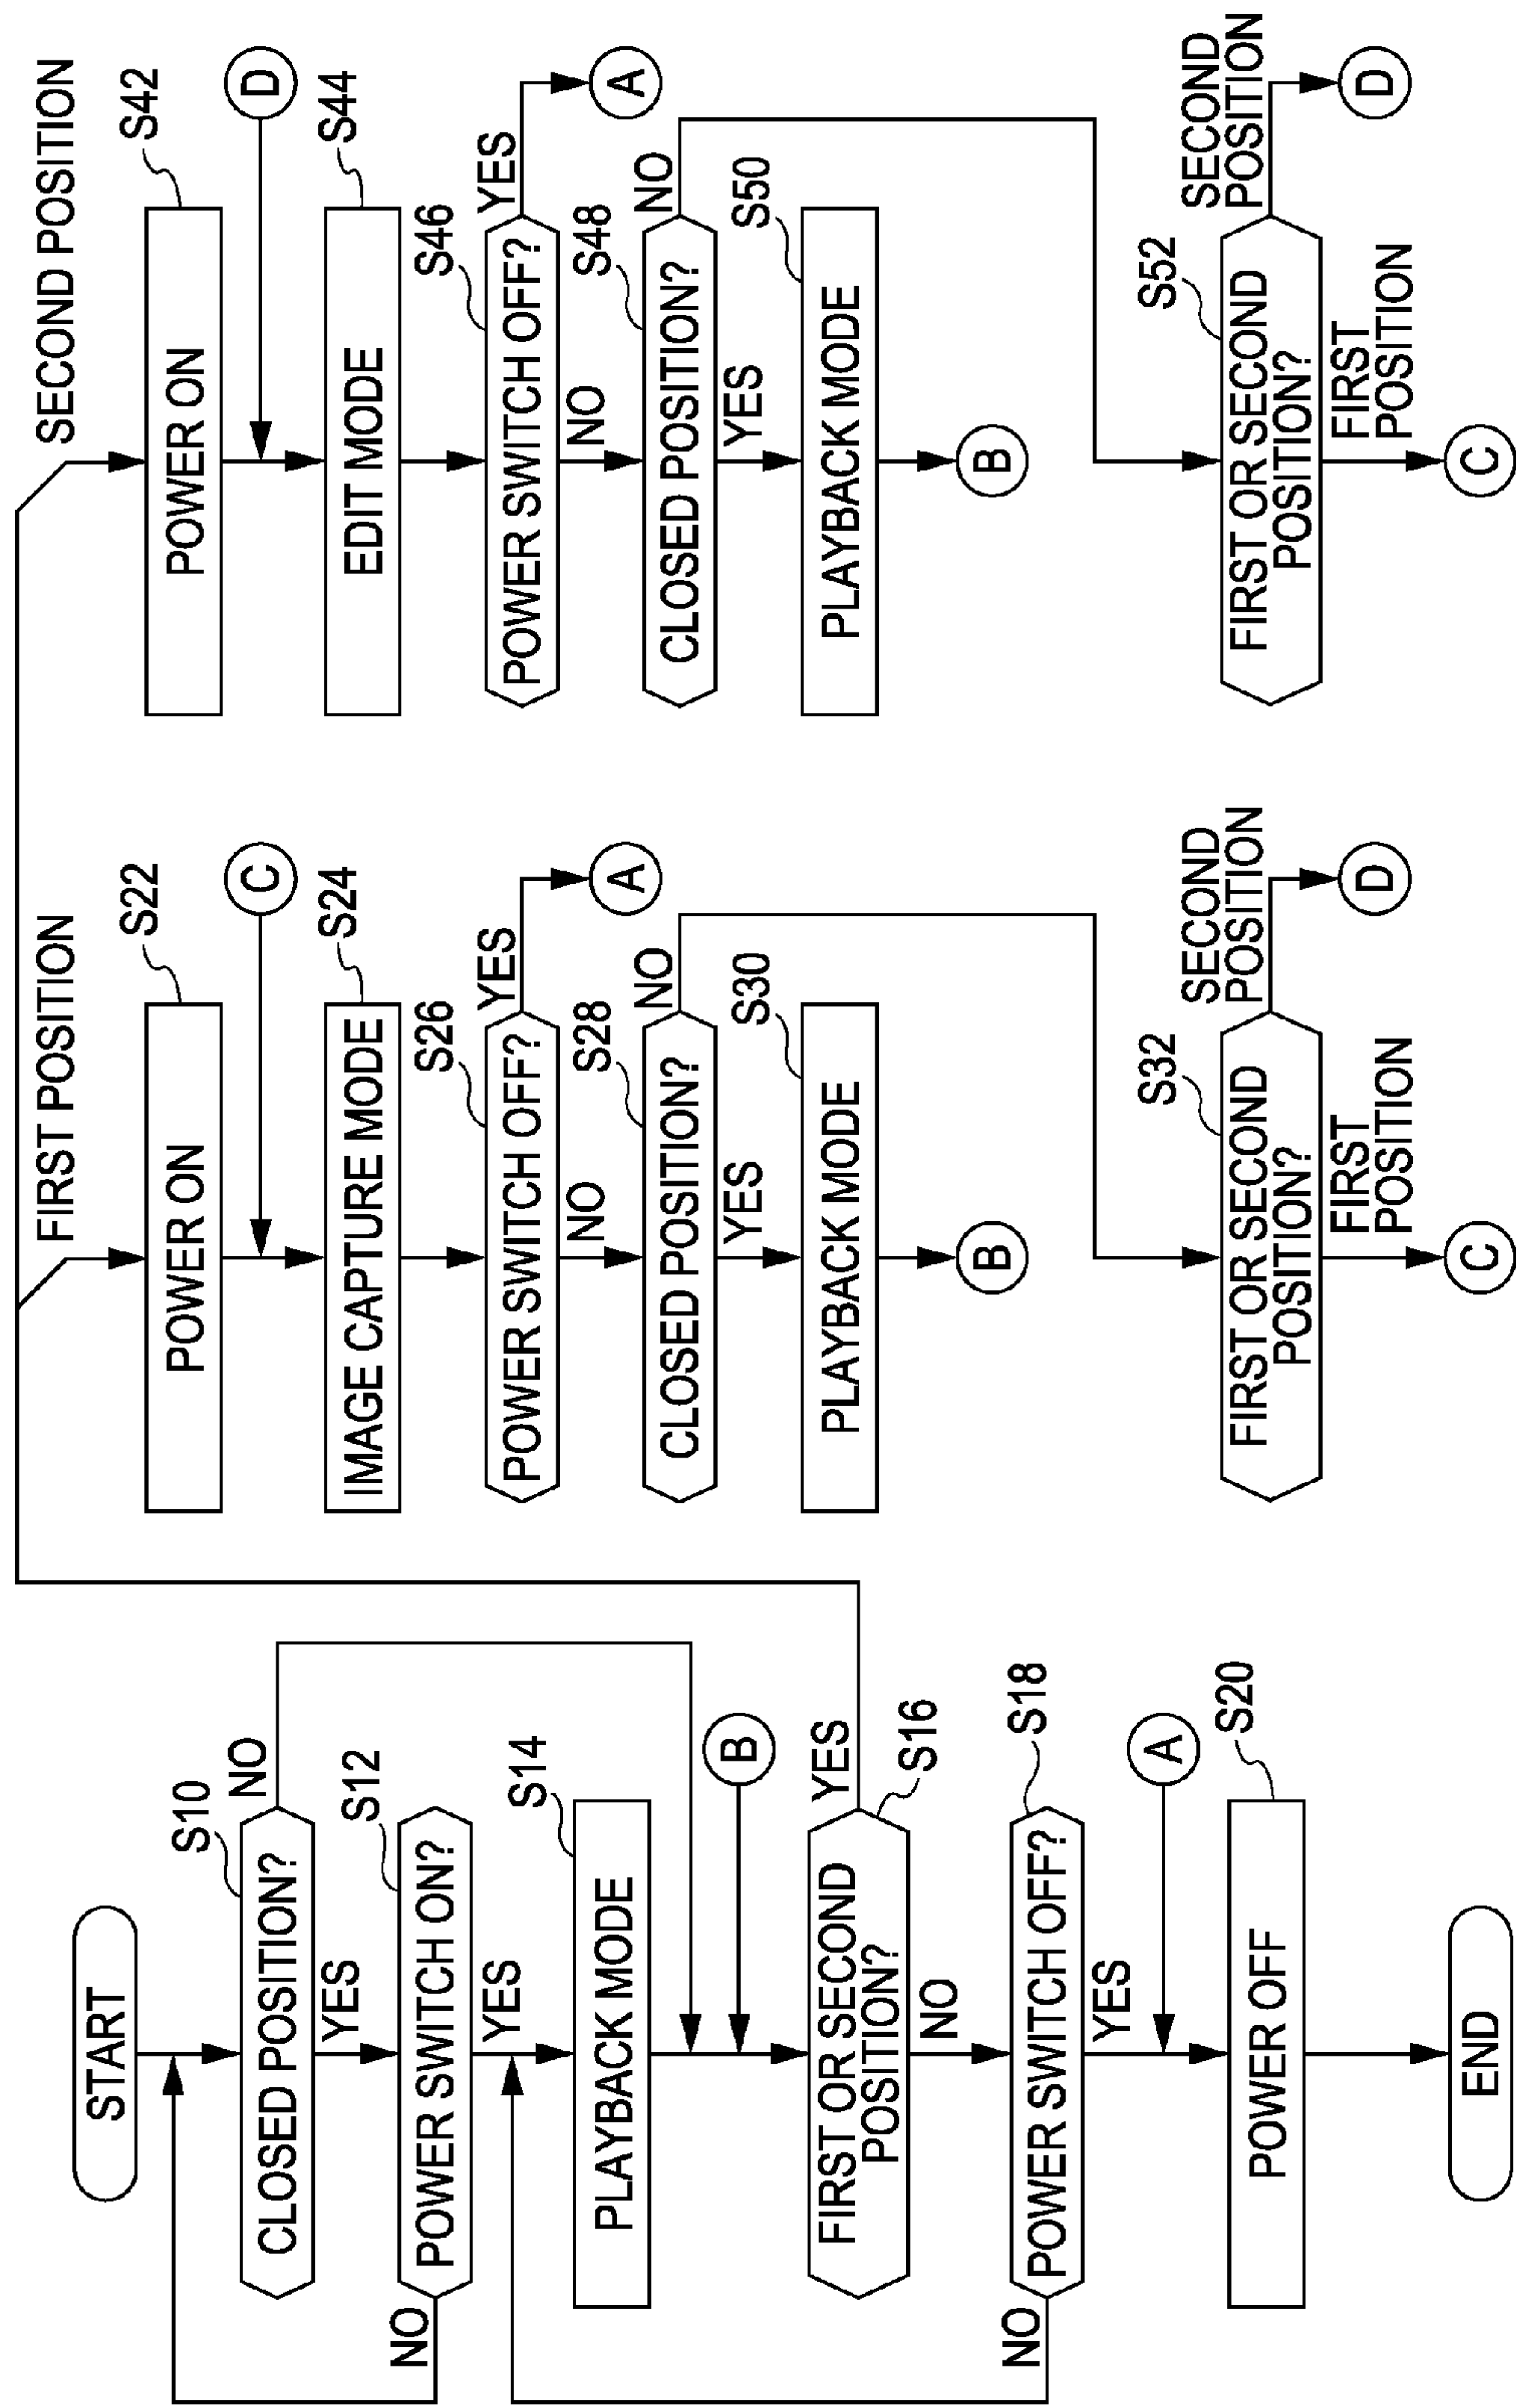 START
S10
CLOSED POSITION?
NO
YES
S12
POWER SWITCH ON?
NO
YES
S14
PLAYBACK MODE
B
FIRST OR SECOND
POSITION?
YES
S16
NO
S18
POWER SWITCH OFF?
NO
YES
A
S20
POWER OFF
END
FIRST POSITION
S22
POWER ON
C
S24
IMAGE CAPTURE MODE
S26
YES
POWER SWITCH OFF?
A
NO
S28
NO
CLOSED POSITION?
YES
S30
PLAYBACK MODE
B
S32
SECOND
POSITION
FIRST OR SECOND
POSITION?
D
FIRST
POSITION
C
SECOND POSITION
S42
POWER ON
D
S44
EDIT MODE
S46
YES
POWER SWITCH OFF?
A
NO
S48
NO
CLOSED POSITION?
YES
S50
PLAYBACK MODE
B
S52
SECOND
POSITION
FIRST OR SECOND
POSITION?
D
FIRST
POSITION
C